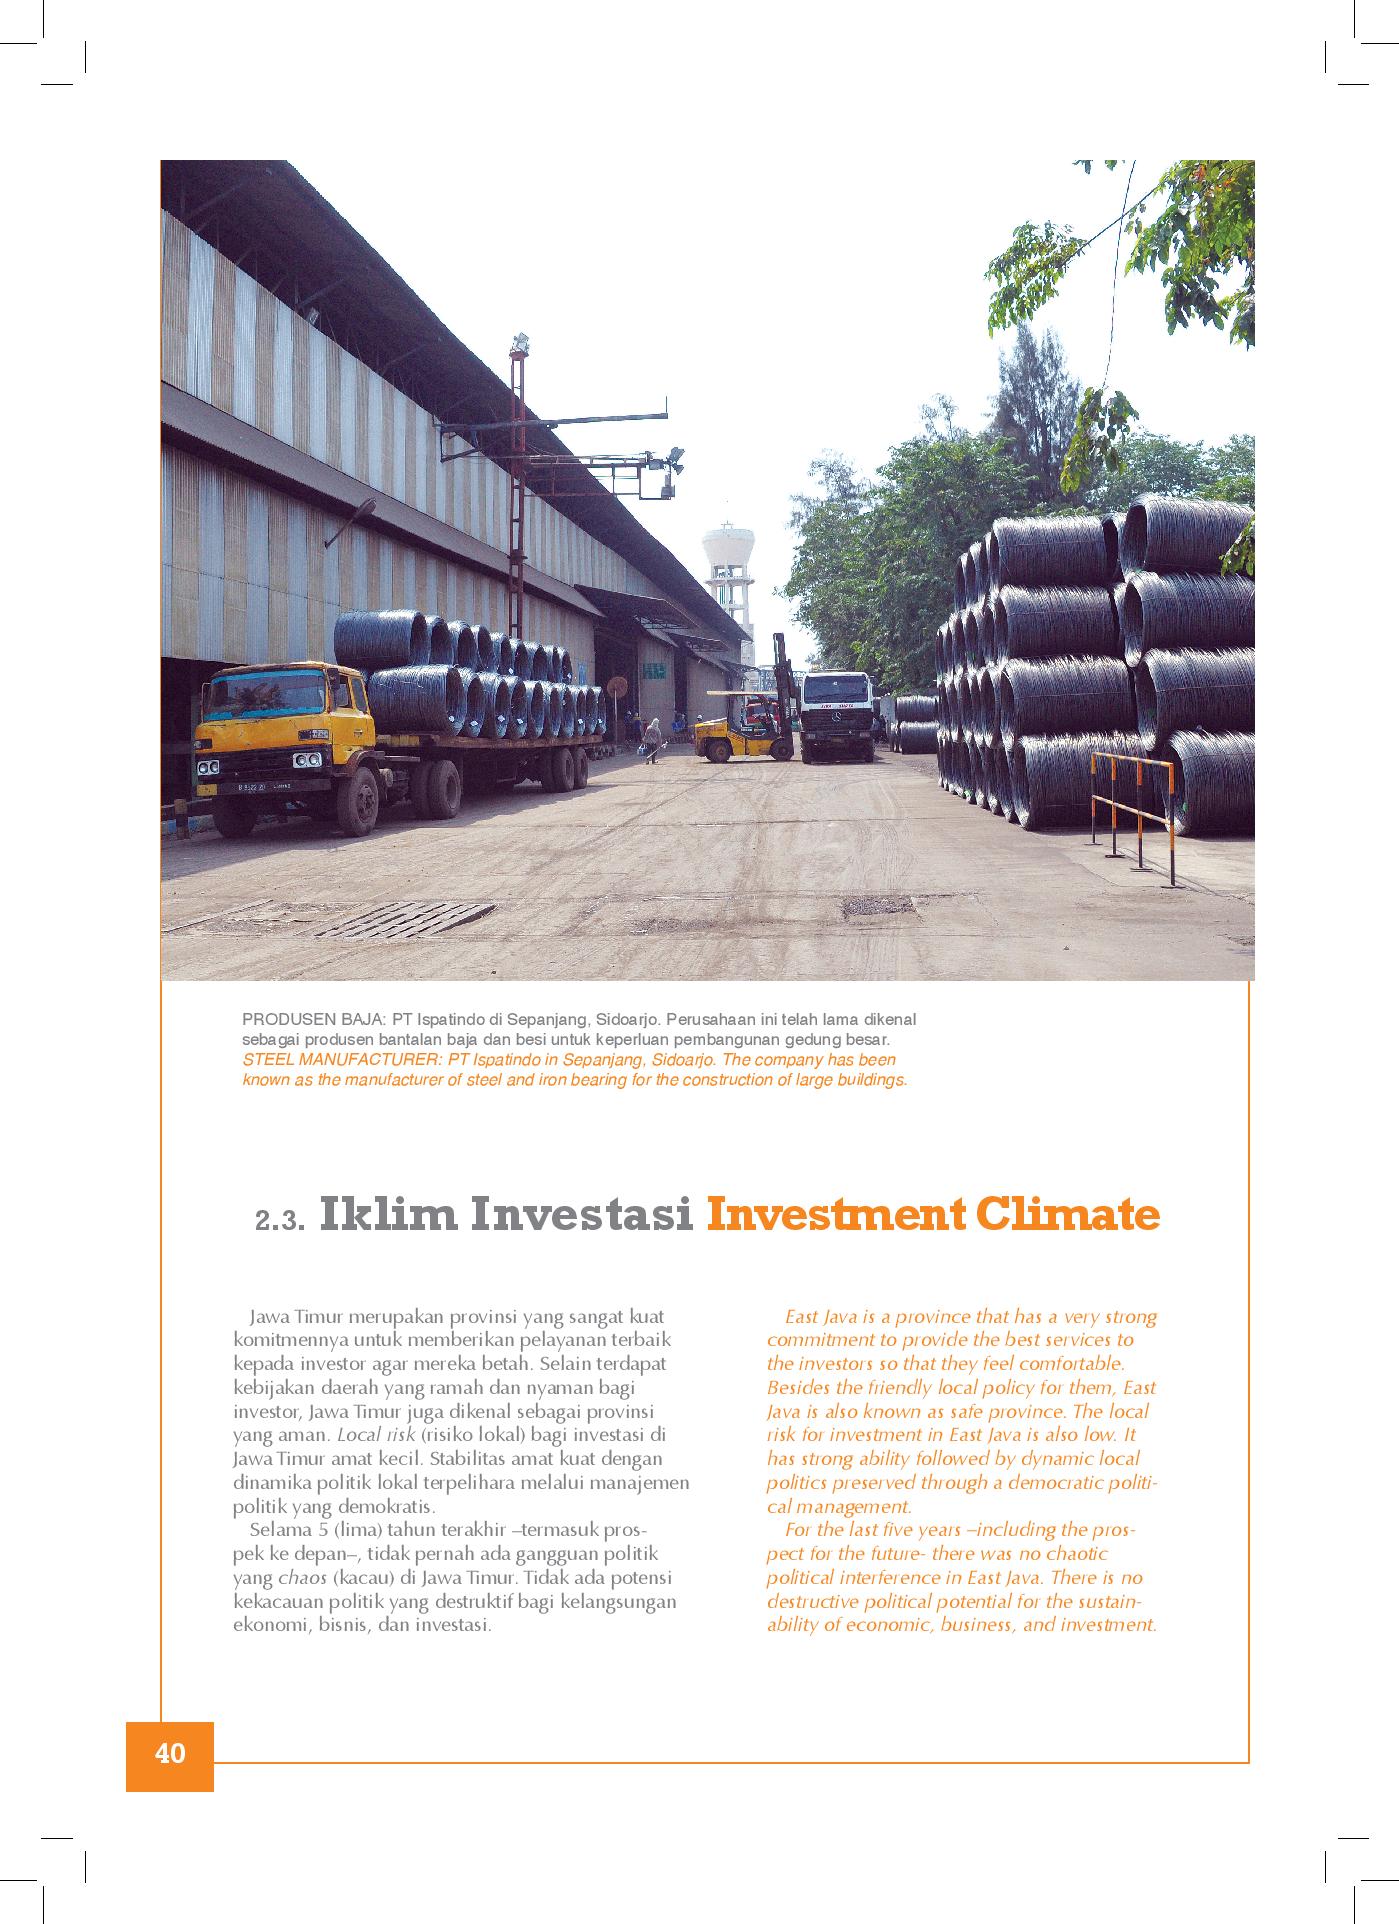 PRODUSEN BAJA: PT Ispatindo di Sepanjang, Sidoarjo. Perusahaan ini telah lama dikenal
sebagai produsen bantalan baja dan besi untuk keperluan pembangunan gedung besar.
STEEL MANUFACTURER: PT Ispatindo in Sepanjang, Sidoarjo. The company has been
known as the manufacturer of steel and iron bearing for the construction of large buildings.
2.3. Iklim Investasi Investment Climate
Jawa Timur merupakan provinsi yang sangat kuat
komitmennya untuk memberikan pelayanan terbaik
kepada investor agar mereka betah. Selain terdapat
kebijakan daerah yang ramah dan nyaman bagi
investor, Jawa Timur juga dikenal sebagai provinsi
yang aman. Local risk (risiko lokal) bagi investasi di
Jawa Timur amat kecil. Stabilitas amat kuat dengan
dinamika politik lokal terpelihara melalui manajemen
politik yang demokratis.
Selama 5 (lima) tahun terakhir –termasuk pros-
pek ke depan–, tidak pernah ada gangguan politik
yang chaos (kacau) di Jawa Timur. Tidak ada potensi
kekacauan politik yang destruktif bagi kelangsungan
ekonomi, bisnis, dan investasi.
East Java is a province that has a very strong
commitment to provide the best services to
the investors so that they feel comfortable.
Besides the friendly local policy for them, East
Java is also known as safe province. The local
risk for investment in East Java is also low. It
has strong ability followed by dynamic local
politics preserved through a democratic politi-
cal management.
For the last five years –including the pros-
pect for the future- there was no chaotic
political interference in East Java. There is no
destructive political potential for the sustain-
ability of economic, business, and investment.
40